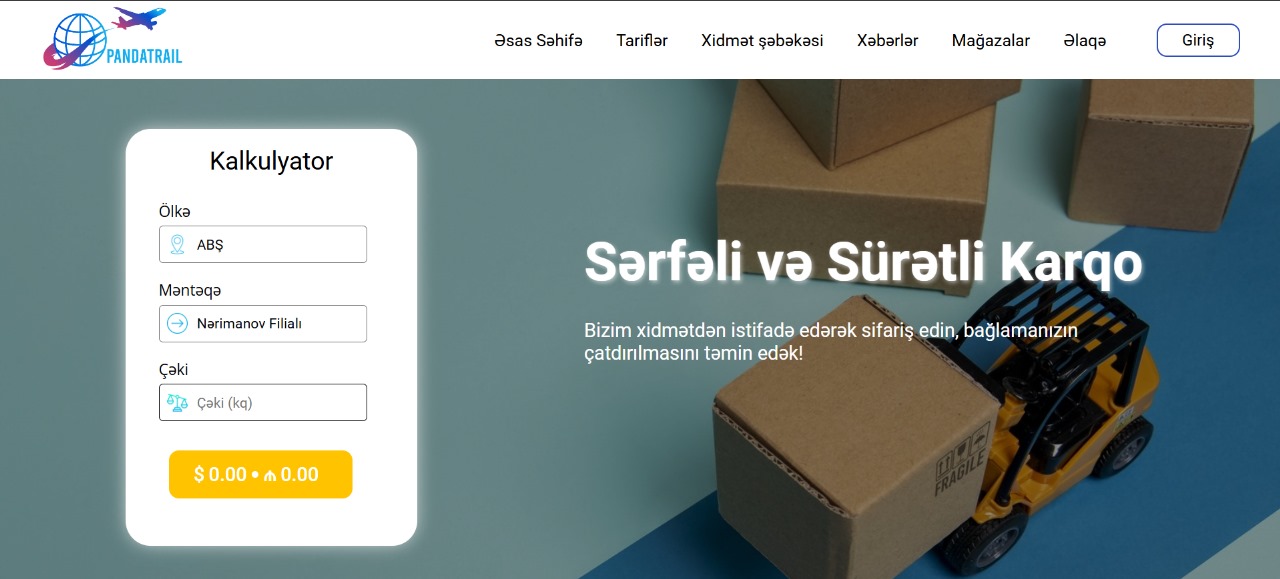 PANDATRAIL
Əsas Səhifə
Tariflər
Xidmət şəbəkəsi
Xəbərlər
Mağazalar
Əlaqə
Giriş
Kalkulyator
Ölkə
ABŞ
Məntəqə
Nərimanov Filialı
Çəki
Çəki (kq)
$ 0.00 • ₼ 0.00
Sərfəli və Sürətli Karqo
Bizim xidmətdən istifadə edərək sifariş edin, bağlamanızın
çatdırılmasını təmin edək!
FRAGILE